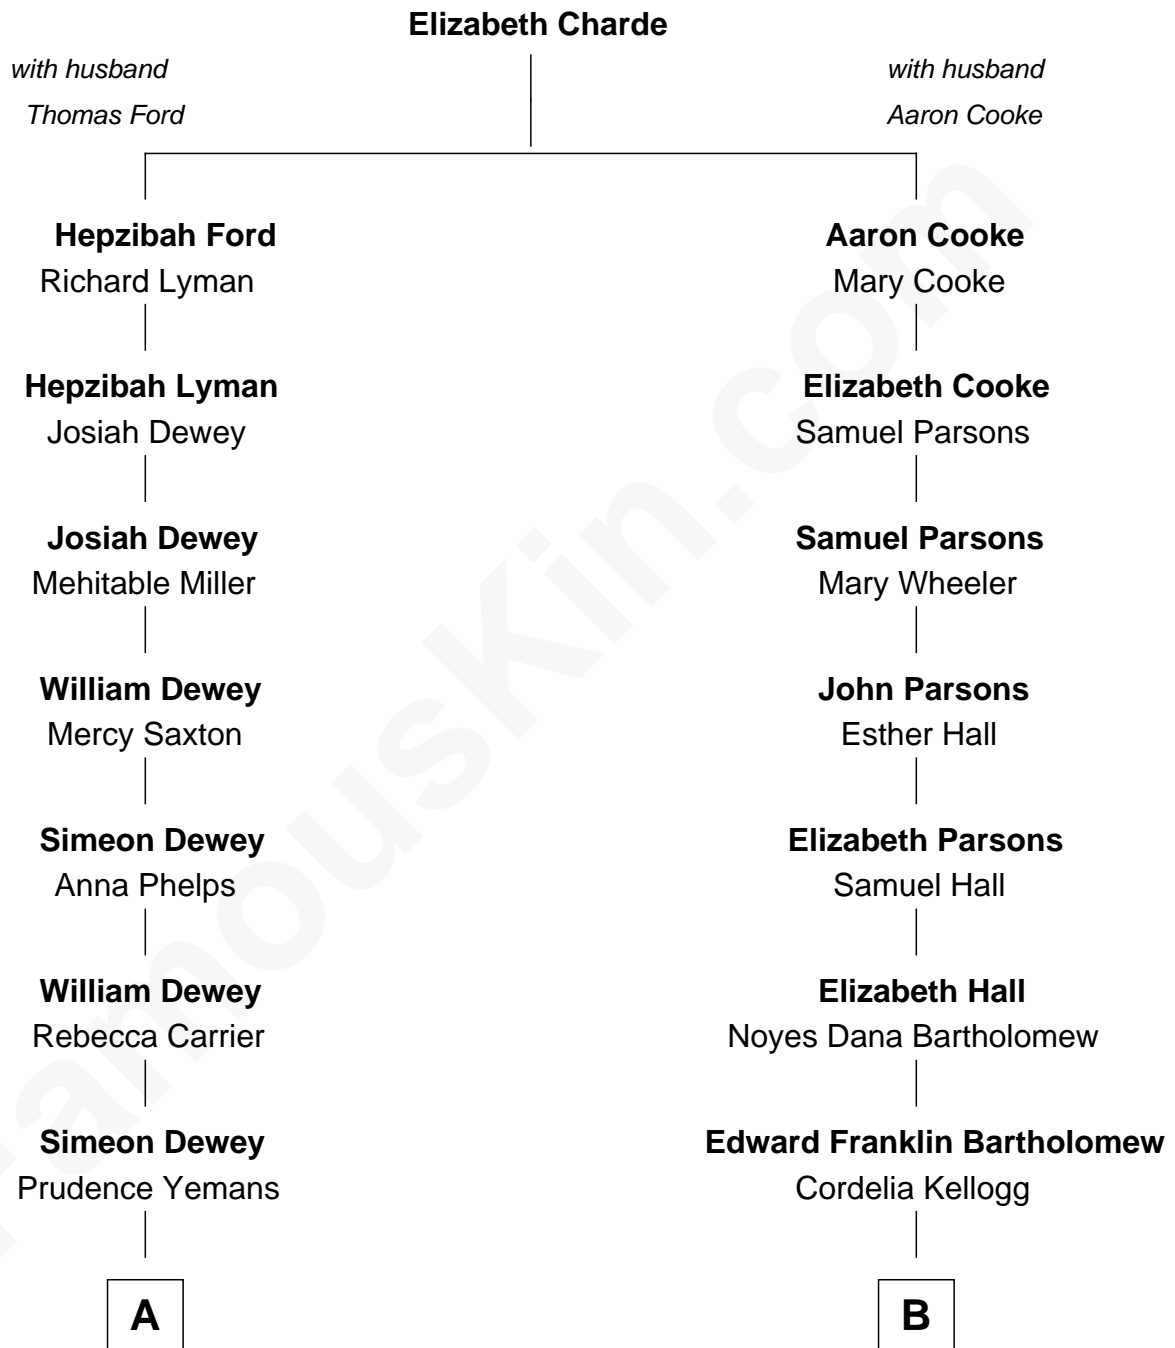 Elizabeth Charde
with husband
Thomas Ford
with husband
Aaron Cooke
Hepzibah Ford
Richard Lyman
Aaron Cooke
Mary Cooke
Hepzibah Lyman
Josiah Dewey
Elizabeth Cooke
Samuel Parsons
Josiah Dewey
Mehitable Miller
Samuel Parsons
Mary Wheeler
William Dewey
Mercy Saxton
John Parsons
Esther Hall
Simeon Dewey
Anna Phelps
Elizabeth Parsons
Samuel Hall
William Dewey
Rebecca Carrier
Elizabeth Hall
Noyes Dana Bartholomew
Simeon Dewey
Prudence Yemans
Edward Franklin Bartholomew
Cordelia Kellogg
A
B
FamousKin.com